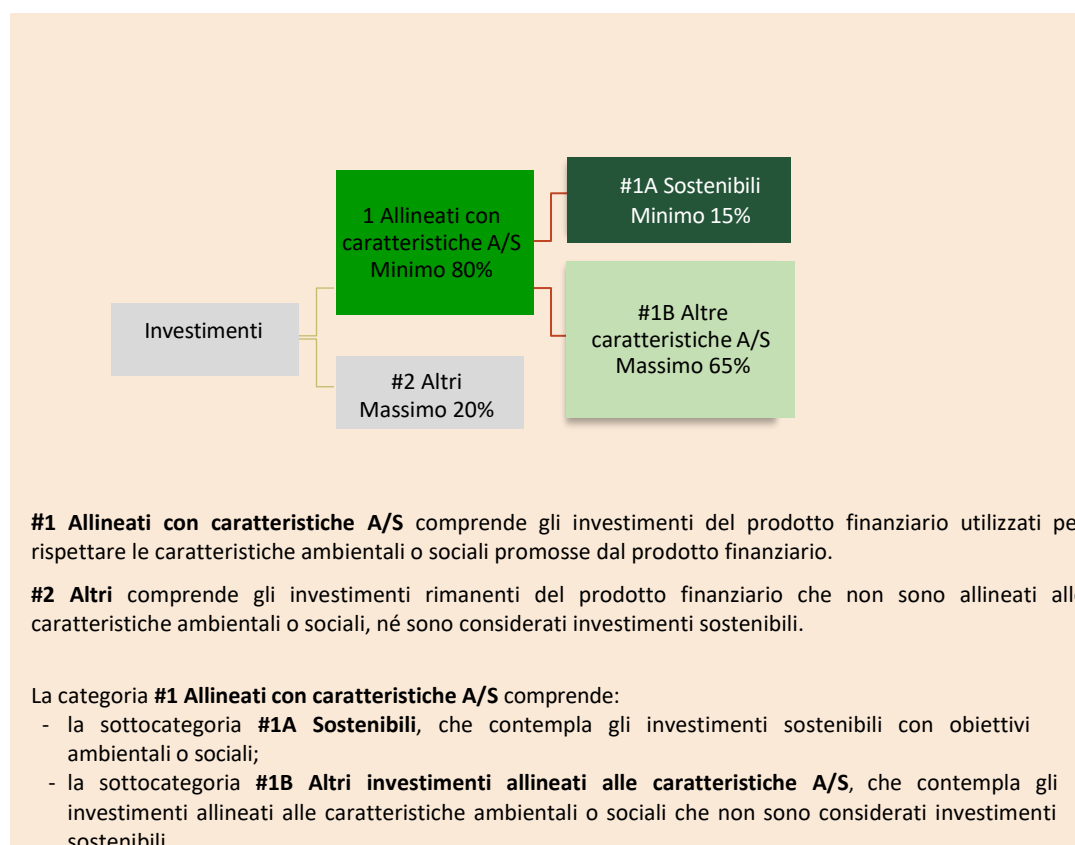 #1A Sostenibili
Minimo 15%
1 Allineati con
caratteristiche A/S
Minimo 80%
#1B Altre
caratteristiche A/S
Massimo 65%
Investimenti
#2 Altri
Massimo 20%
#1 Allineati con caratteristiche A/S comprende gli investimenti del prodotto finanziario utilizzati pe
rispettare le caratteristiche ambientali o sociali promosse dal prodotto finanziario.
#2 Altri comprende gli investimenti rimanenti del prodotto finanziario che non sono allineati all
caratteristiche ambientali o sociali, né sono considerati investimenti sostenibili.
La categoria #1 Allineati con caratteristiche A/S comprende:
- la sottocategoria #1A Sostenibili, che contempla gli investimenti sostenibili con obiettivi
ambientali o sociali;
- la sottocategoria #1B Altri investimenti allineati alle caratteristiche A/S, che contempla gli
investimenti allineati alle caratteristiche ambientali o sociali che non sono considerati investimenti
sostenibili